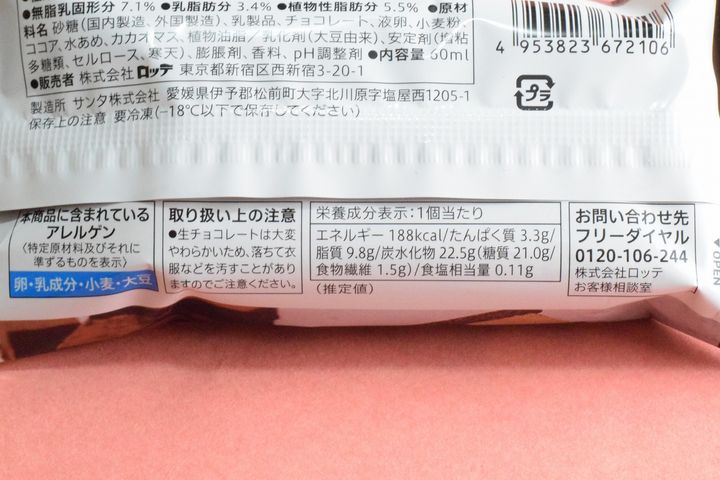 ●無脂乳固形分 7.1% ●乳脂肪分 3.4% ●植物性脂肪分 5.5% ●原材
料名 砂糖(国内製造、外国製造)、乳製品、チョコレート、液卵、小麦粉
ココア、水あめ、カカオマス、植物油脂/乳化剤(大豆由来)、安定剤(増粘
多糖類、セルロース、寒天)、膨脹剤、香料、pH調整剤 ●内容量 60ml
●販売者 株式会社 ロッテ 東京都新宿区西新宿3-20-1
製造所 サンタ株式会社 愛媛県伊予郡松前町大字北川原字塩屋西1205-1
保存上の注意 要冷凍(-18℃以下で保存してください)
4 953823 672106
プラ
本商品に含まれている
アレルゲン
〈特定原材料及びそれに
準ずるものを表示〉
卵・乳成分・小麦・大豆
取り扱い上の注意
●生チョコレートは大変
やわらかいため、落ちて衣
服などを汚すことがあり
ますのでご注意ください。
栄養成分表示:1個当たり
エネルギー 188kcal/たんぱく質 3.3g/
脂質 9.8g/炭水化物 22.5g(糖質 21.0g/
食物繊維 1.5g)/食塩相当量 0.11g
(推定値)
お問い合わせ先
フリーダイヤル
0120-106-244
株式会社ロッテ
お客様相談室
OPEN